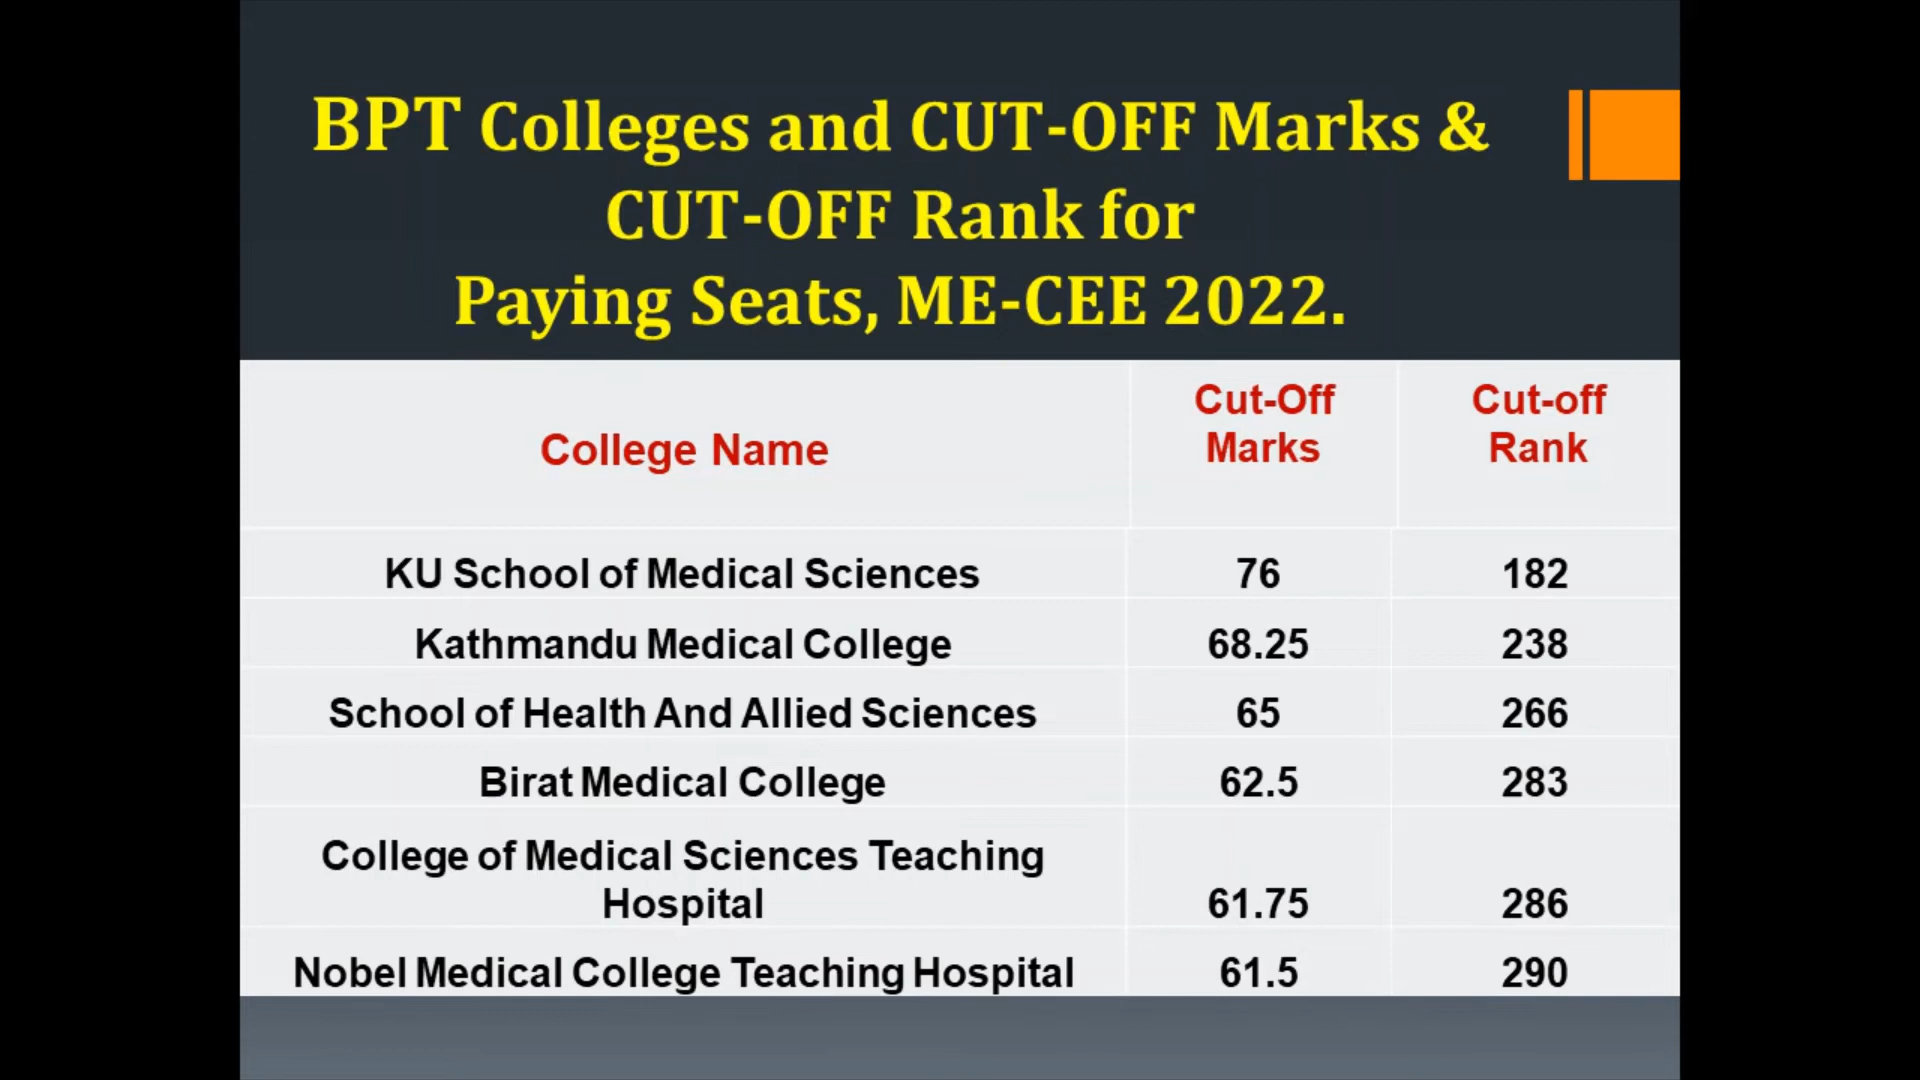 BPT Colleges and CUT-OFF Marks &
CUT-OFF Rank for
Paying Seats, ME-CEE 2022.
College Name
Cut-Off
Marks
Cut-off
Rank
KU School of Medical Sciences 76 182
Kathmandu Medical College 68.25 238
School of Health And Allied Sciences 65 266
Birat Medical College 62.5 283
College of Medical Sciences Teaching
Hospital 61.75 286
Nobel Medical College Teaching Hospital 61.5 290